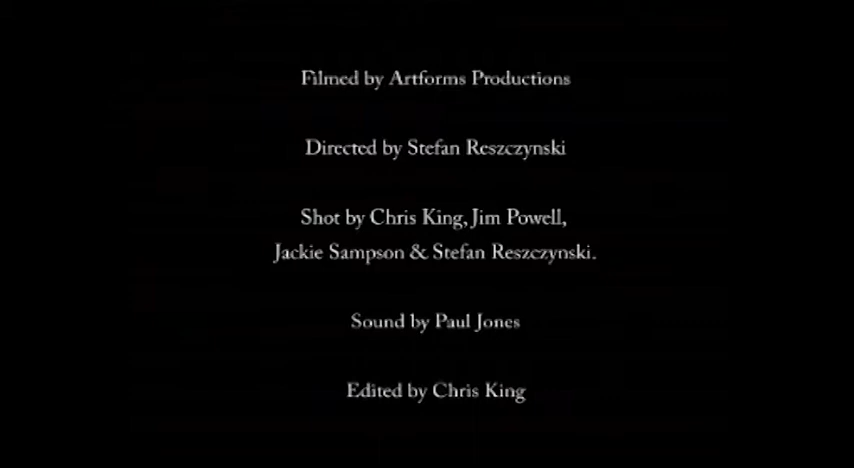 Filmed by Artforms Productions
Directed by Stefan Reszczynski
Shot by Chris King, Jim Powell,
Jackie Sampson & Stefan Reszczynski.
Sound by Paul Jones
Edited by Chris King